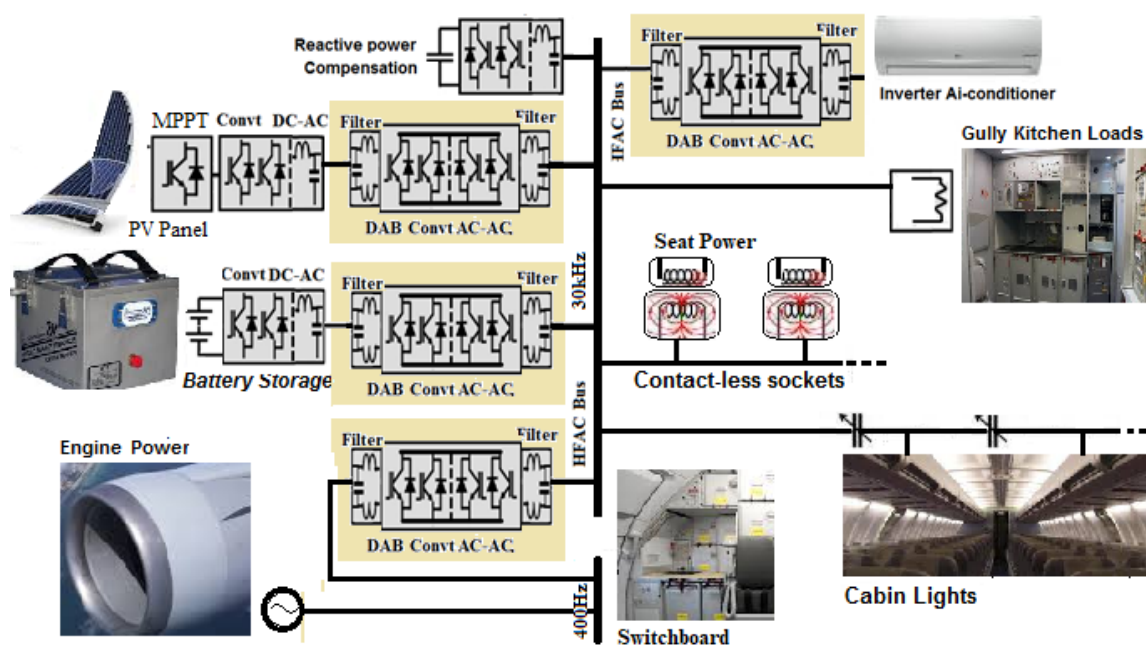 Reactive power
Compensation
Filter
Filter
DAB Convt AC-AC,
Inverter Ai-conditioner
HFAC Bus
MPPT
Convt DC-AC
Filter
Filter
DAB Convt AC-AC,
PV Panel
Gully Kitchen Loads
Seat Power
30kHz
Convt DC-AC
Filter
Filter
DAB Convt AC-AC,
Battery Storage
Contact-less sockets
HFAC Bus
Engine Power
Filter
Filter
DAB Convt AC-AC,
400Hz
Switchboard
Cabin Lights